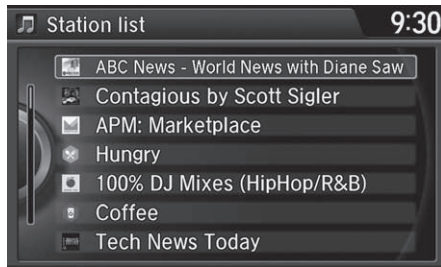 Station list
9:30
ABC News - World News with Diane Saw
Contagious by Scott Sigler
APM: Marketplace
Hungry
100% DJ Mixes (HipHop/R&B)
Coffee
Tech News Today